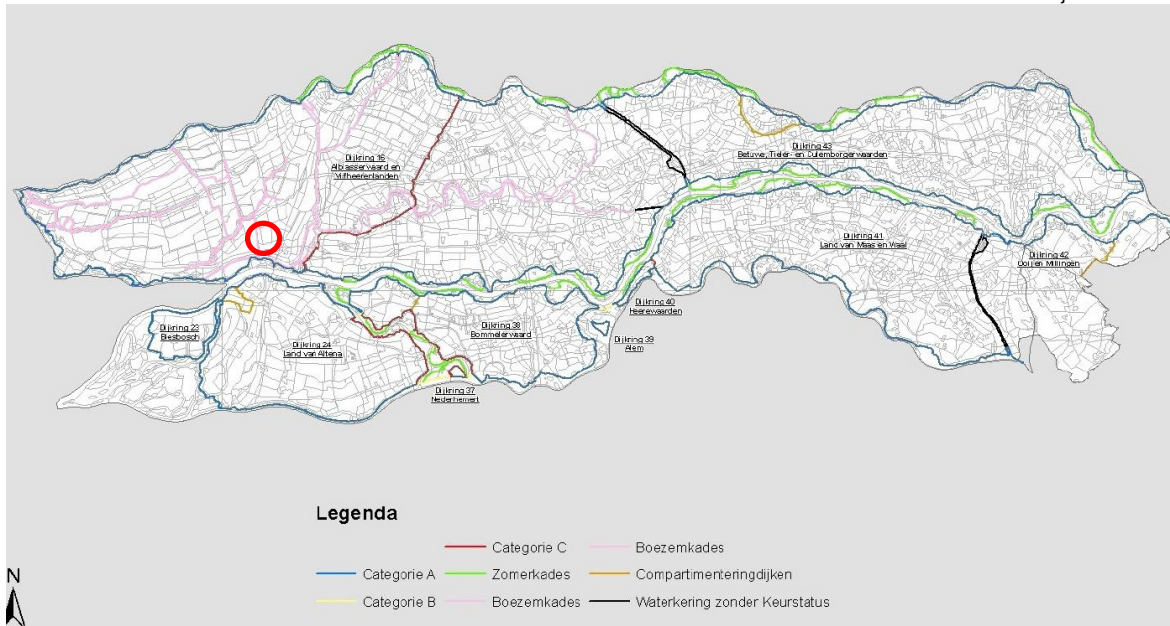 Dijkring 16
Alblasserwaard en
Vijfheerenlanden
Dijkring 43
Betuwe, Tieler- en Culemborgerwaarden
Dijkring 41
Land van Maas en Waal
Dijkring 42
Ooij en Millingen
Dijkring 40
Heerewaarden
Dijkring 39
Alem
Dijkring 38
Bommelerwaard
Dijkring 37
Nederhemert
Dijkring 23
Biesbosch
Dijkring 24
Land van Altena
Legenda
Categorie C
Boezemkades
Categorie A
Zomerkades
Compartimenteringdijken
Categorie B
Boezemkades
Waterkering zonder Keurstatus
N